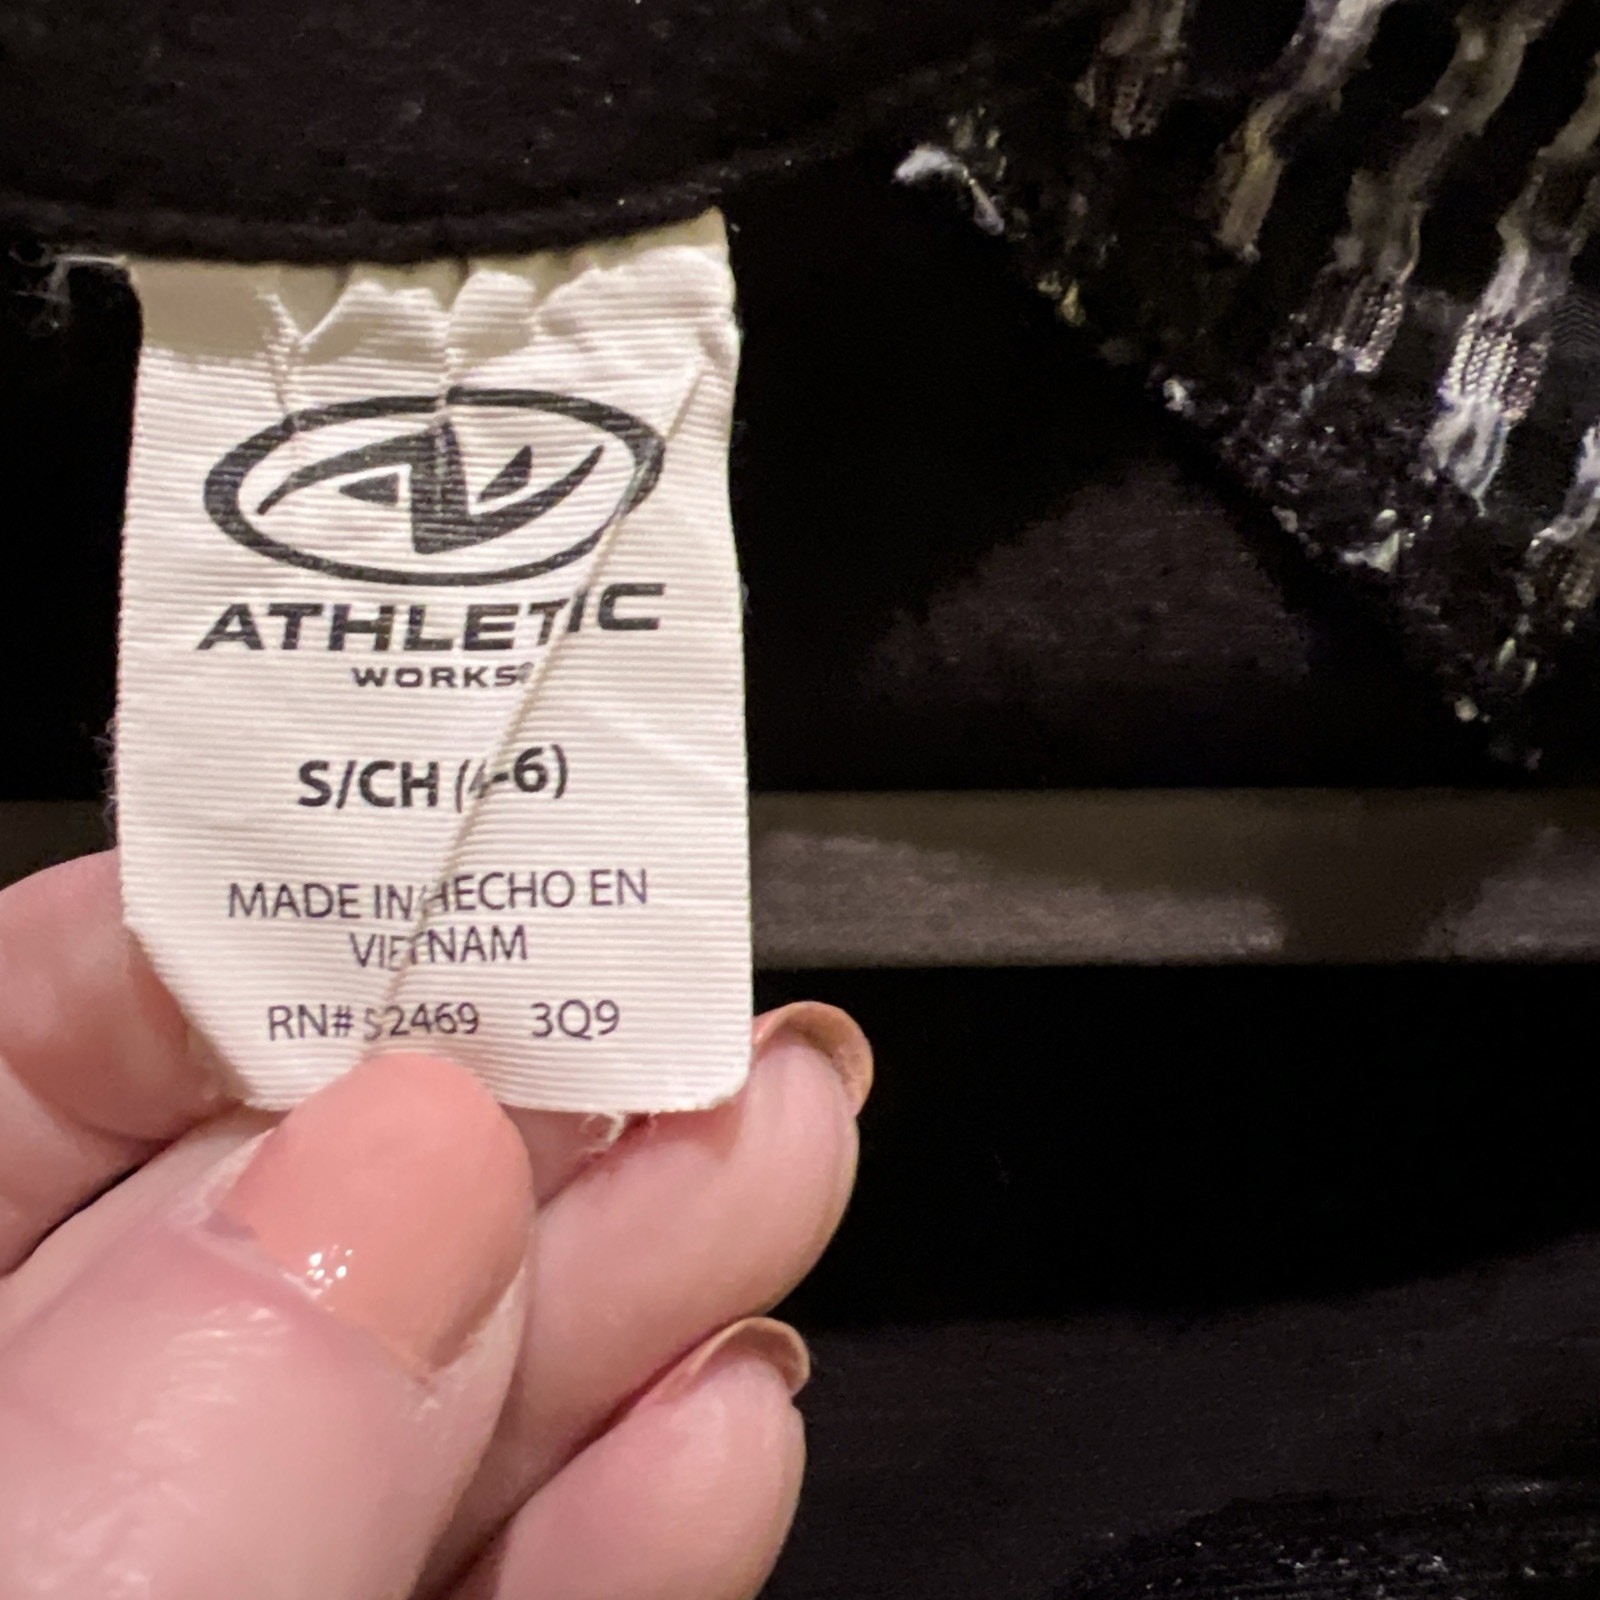 ATHLETIC
WORKS®
S/CH (4-6)
MADE IN/HECHO EN
VIETNAM
RN# 52469 3Q9